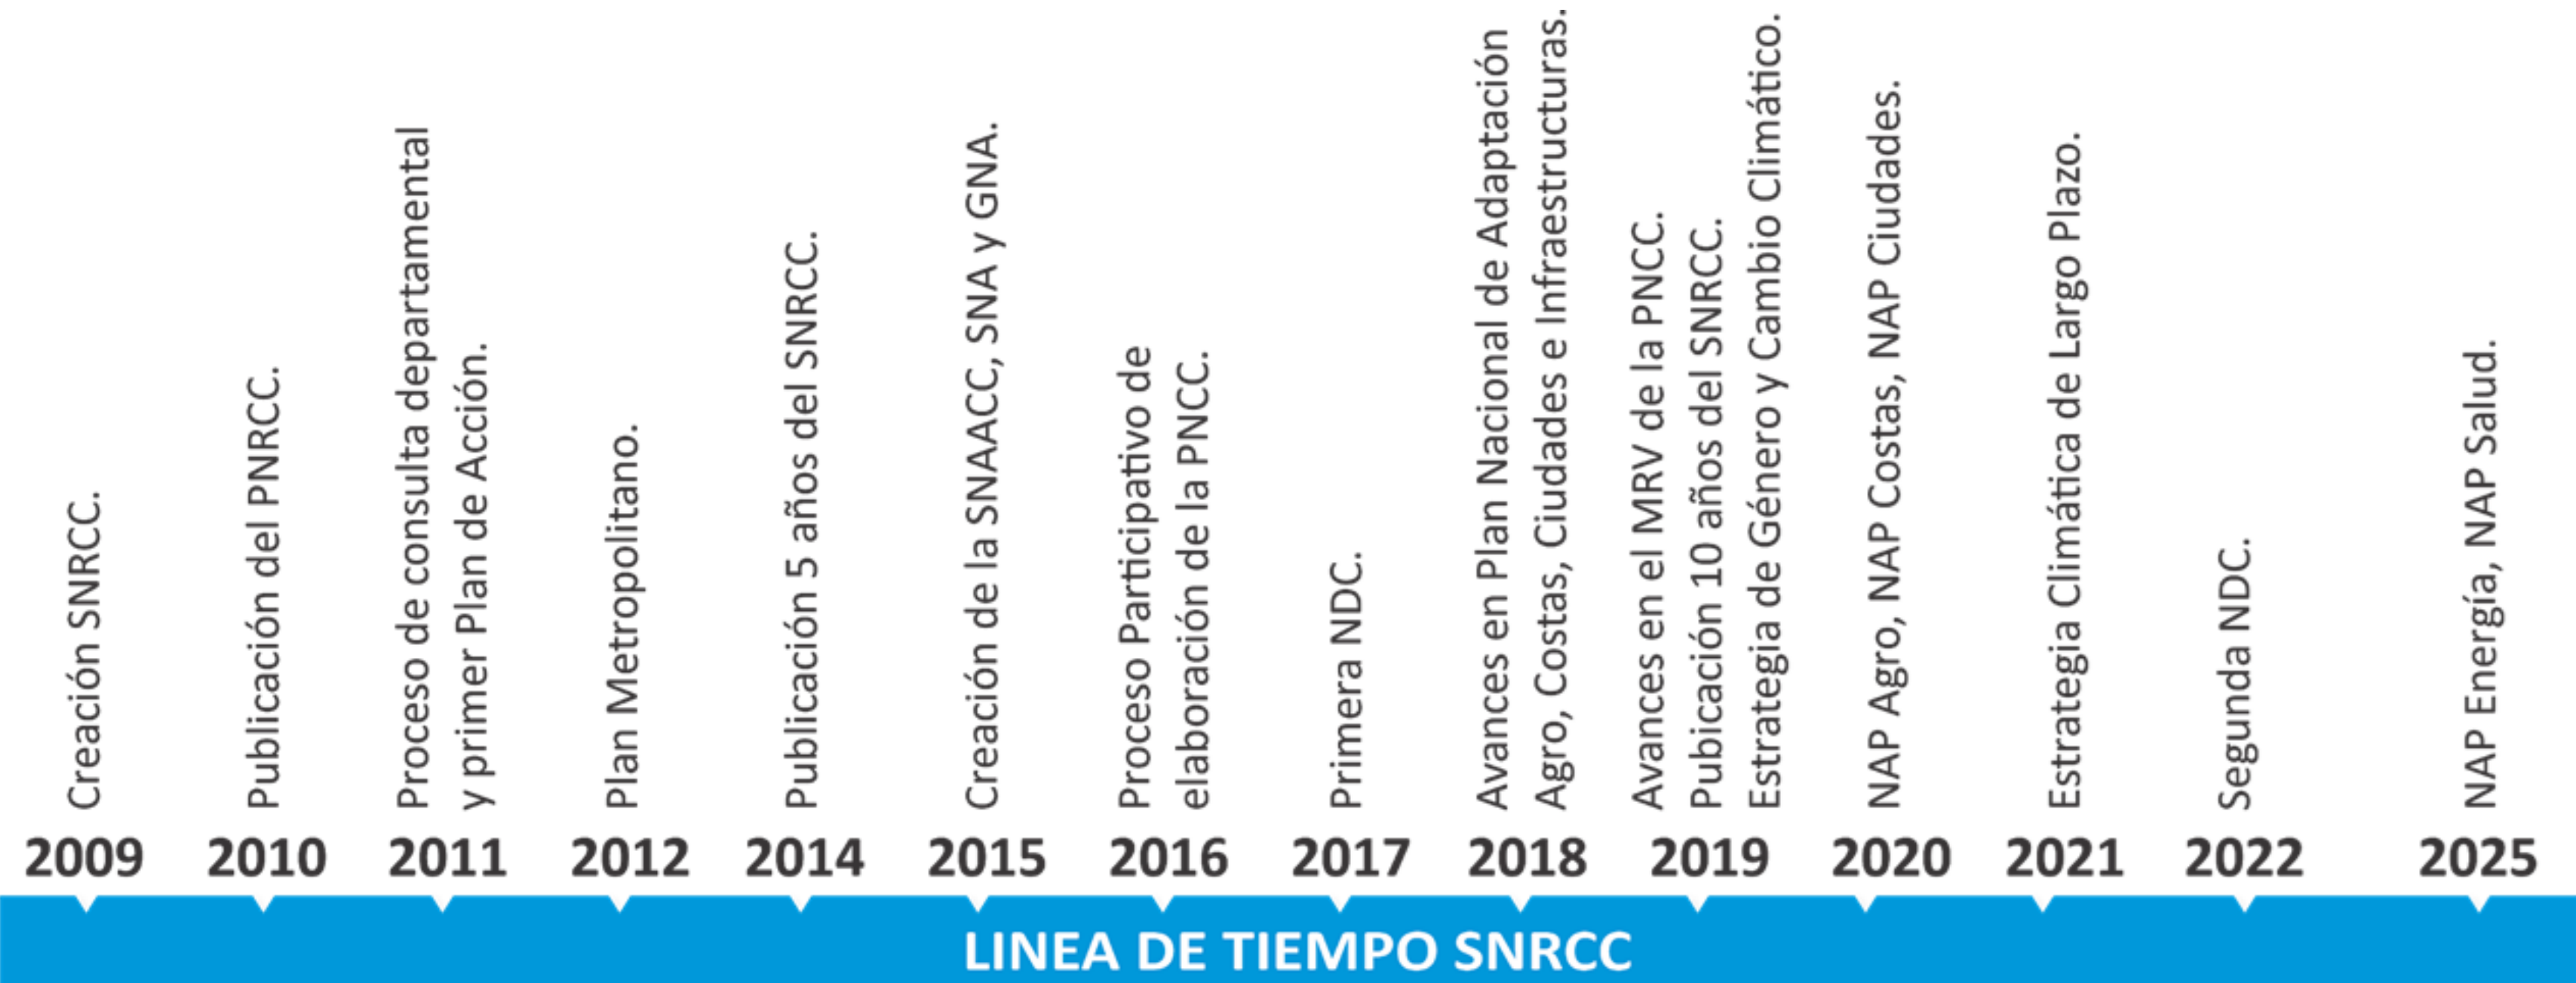 Creación SNRCC.
2009
Publicación del PNRCC.
2010
Proceso de consulta departamental
y primer Plan de Acción.
2011
Plan Metropolitano.
2012
Publicación 5 años del SNRCC.
2014
Creación de la SNAACC, SNA y GNA.
2015
Proceso Participativo de
elaboración de la PNCC.
2016
Primera NDC.
2017
Avances en Plan Nacional de Adaptación
Agro, Costas, Ciudades e Infraestructuras.
2018
Avances en el MRV de la PNCC.
Pubicación 10 años del SNRCC.
Estrategia de Género y Cambio Climático.
2019
NAP Agro, NAP Costas, NAP Ciudades.
2020
Estrategia Climática de Largo Plazo.
2021
Segunda NDC.
2022
NAP Energía, NAP Salud.
2025
LINEA DE TIEMPO SNRCC